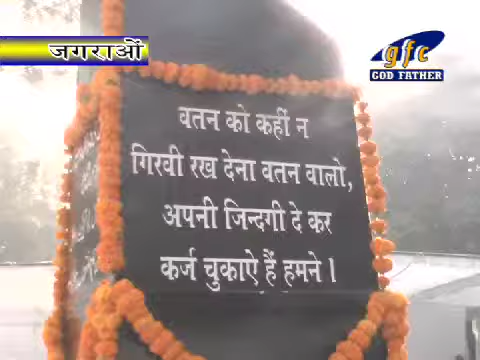 जगराओं
gfc
GOD FATHER
वतन को कहीं न
गिरवी रख देना वतन वालो,
अपनी जिन्दगी दे कर
कर्ज चुकाऐ हैं हमने।